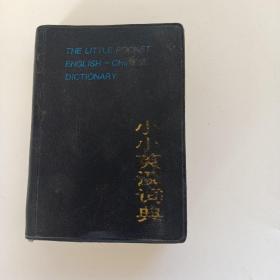 THE LITTLE POCKET
ENGLISH - CHINESE
DICTIONARY
小小英汉词典